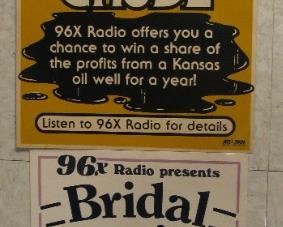 CRUDE
96X Radio offers you a
chance to win a share of
the profits from a Kansas
oil well for a year!
Listen to 96X Radio for details
96X Radio presents
Bridal